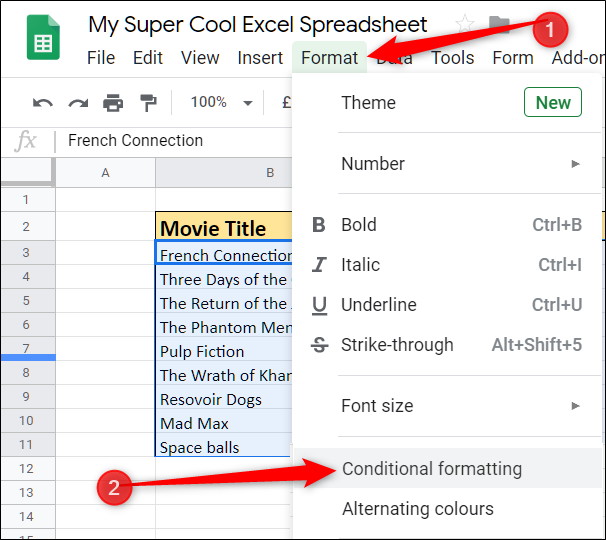 My Super Cool Excel Spreadsheet
File Edit View Insert Format Data Tools Form Add-on
1
100% £
Theme New
fx French Connection
A B
Number
1
2 Movie Title
Bold Ctrl+B
3 French Connection
Italic Ctrl+I
4 Three Days of the
5 The Return of the
Underline Ctrl+U
6 The Phantom Men
7 Pulp Fiction
Strike-through Alt+Shift+5
8 The Wrath of Khan
9 Resovoir Dogs
Font size
10 Mad Max
11 Space balls
12
Conditional formatting
2
13
Alternating colours
14
15